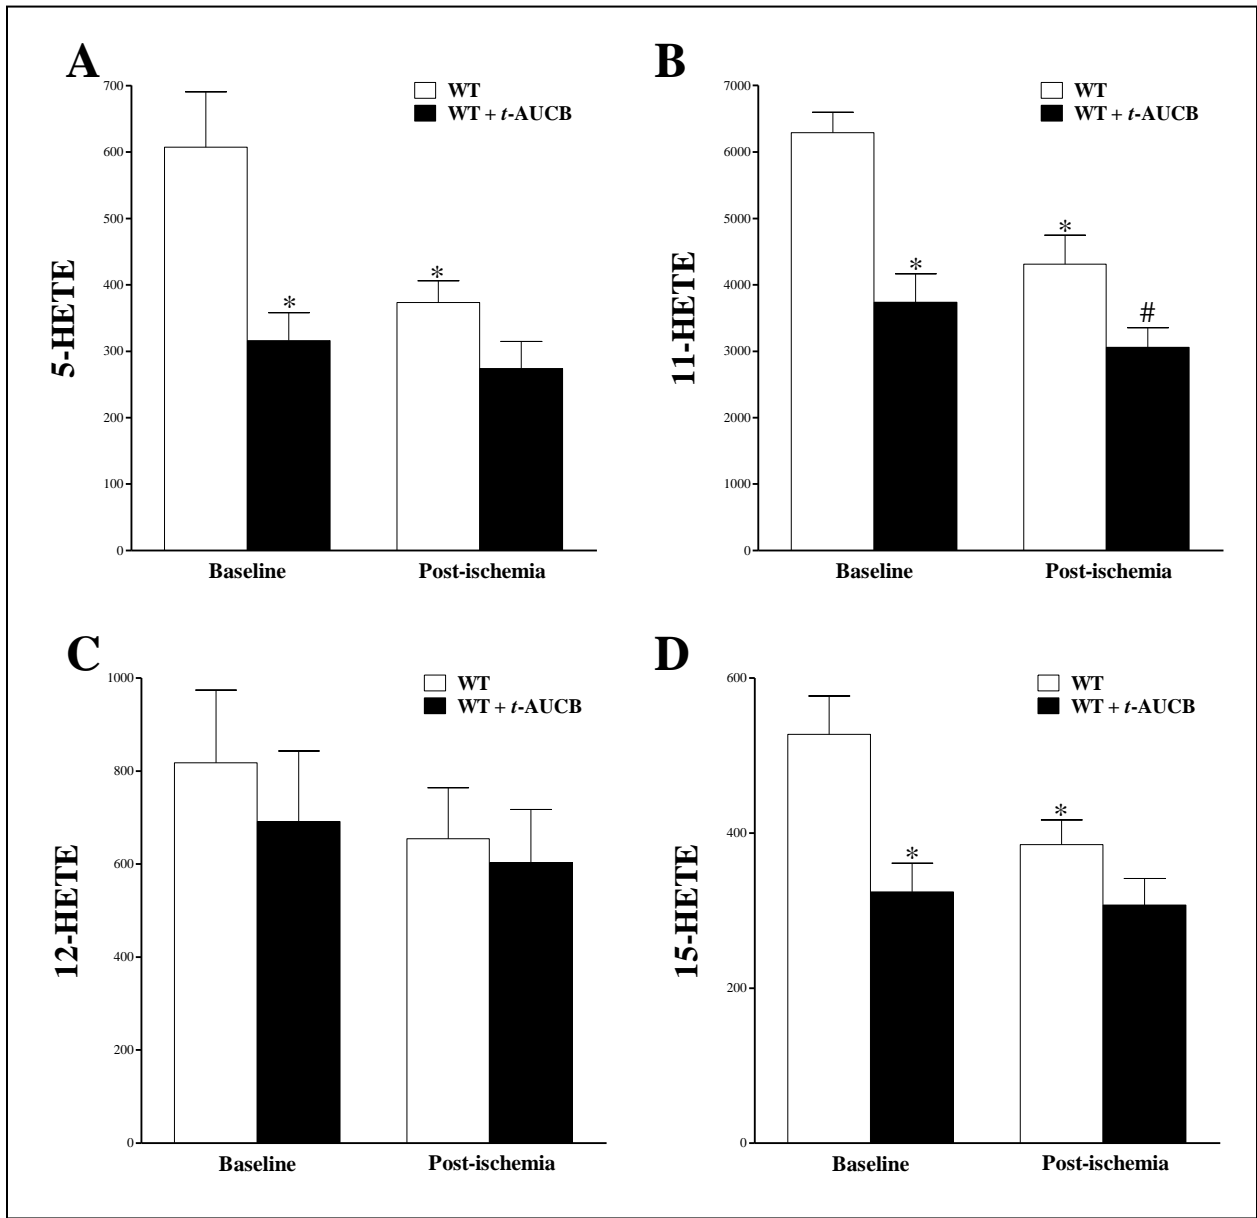 A
WT
WT + t-AUCB
5-HETE
700
600
500
400
300
200
100
0
*
*
Baseline
Post-ischemia
B
WT
WT + t-AUCB
11-HETE
7000
6000
5000
4000
3000
2000
1000
0
*
*
#
Baseline
Post-ischemia
C
WT
WT + t-AUCB
12-HETE
1000
800
600
400
200
0
Baseline
Post-ischemia
D
WT
WT + t-AUCB
15-HETE
600
400
200
0
*
*
Baseline
Post-ischemia